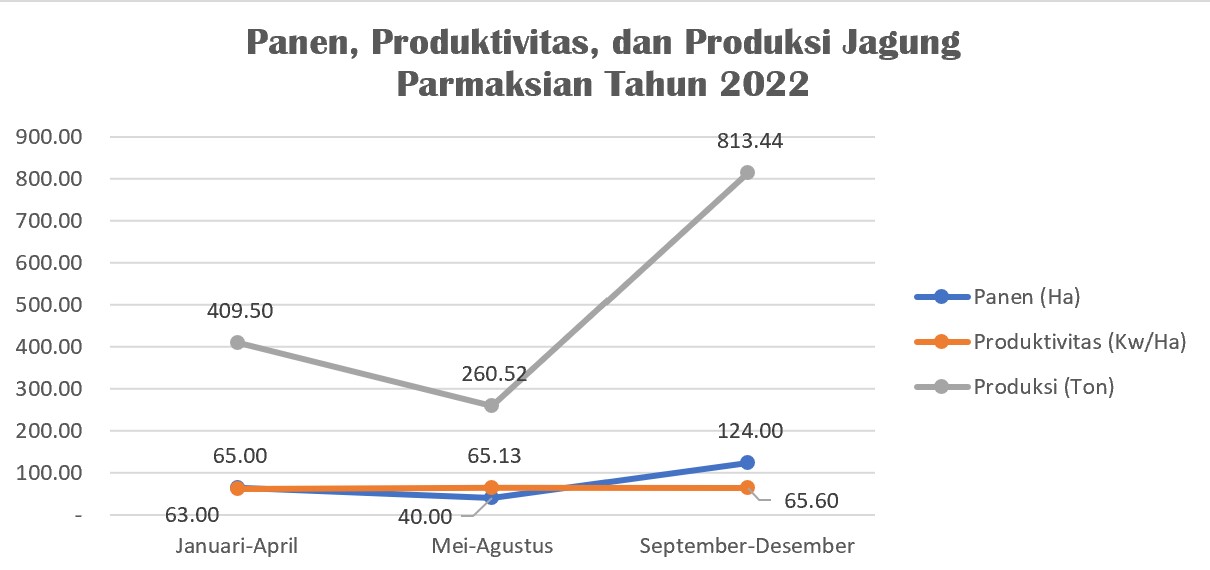 Panen, Produktivitas, dan Produksi Jagung
Parmaksian Tahun 2022
900.00
800.00
700.00
600.00
500.00
400.00
300.00
200.00
100.00
-
813.44
409.50
260.52
124.00
65.00
65.13
63.00
40.00
65.60
Januari-April
Mei-Agustus
September-Desember
Panen (Ha)
Produktivitas (Kw/Ha)
Produksi (Ton)